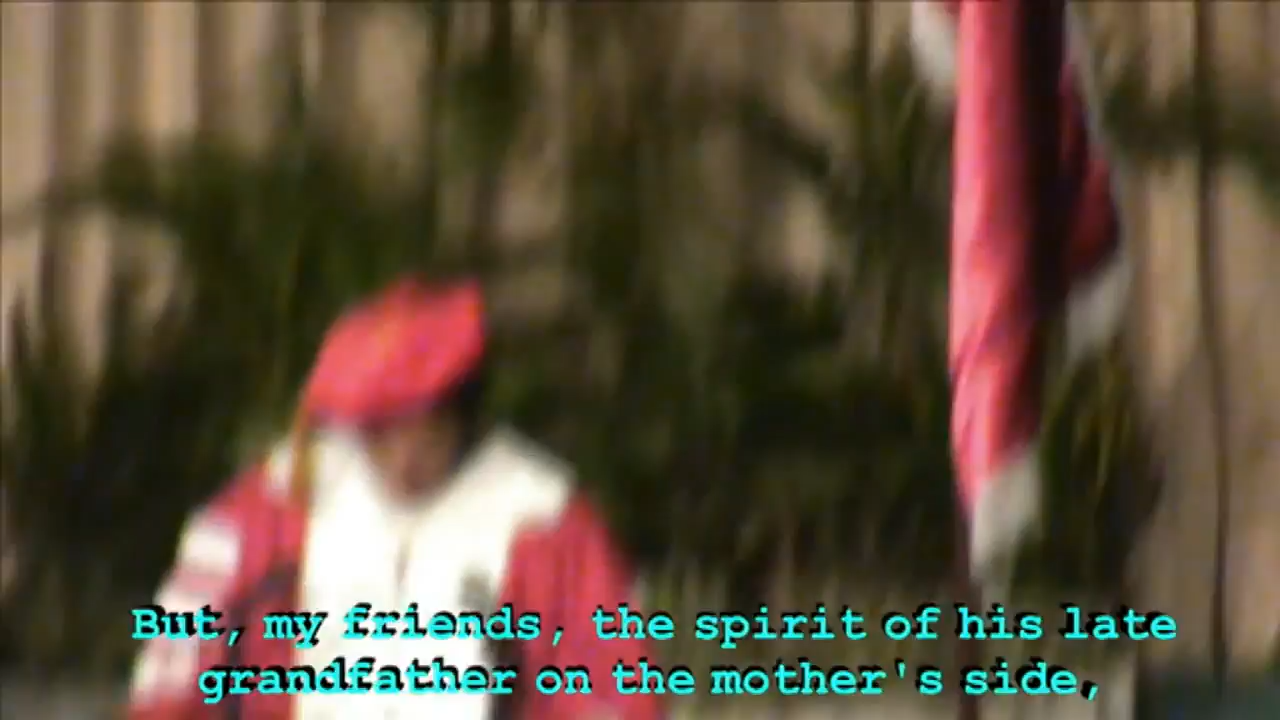 But, my friends, the spirit of his late
grandfather on the mother's side,